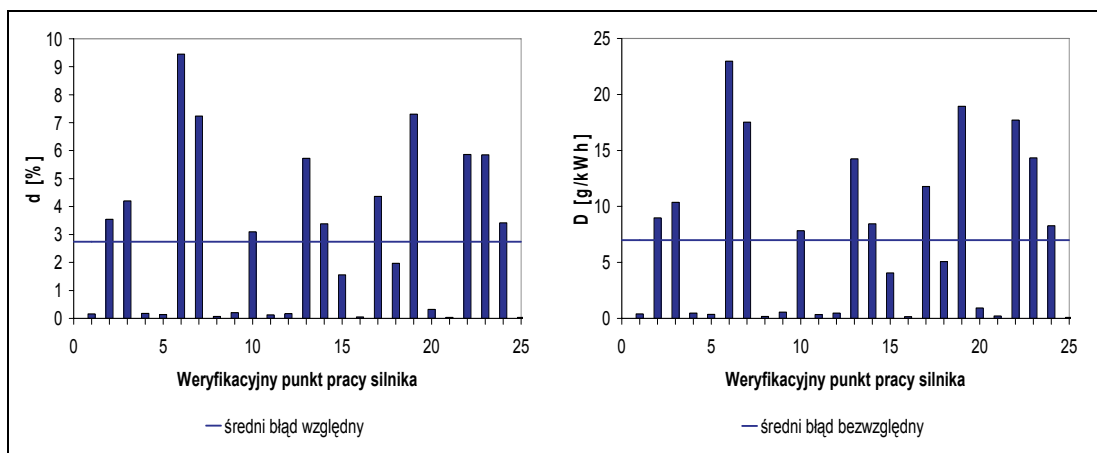 10
9
8
7
6
5
4
3
2
1
0
d [%]
0 5 10 15 20 25
Weryfikacyjny punkt pracy silnika
średni błąd względny
25
20
15
10
5
0
D [g/kWh]
0 5 10 15 20 25
Weryfikacyjny punkt pracy silnika
średni błąd bezwzględny